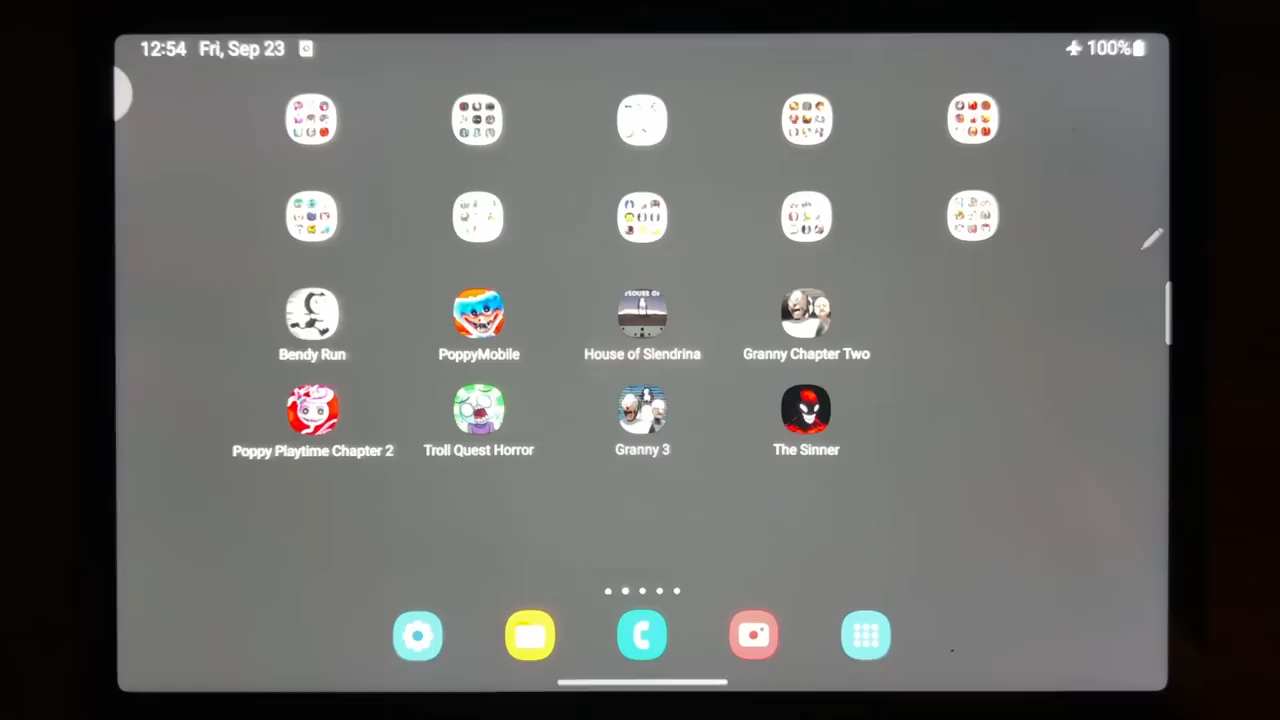 12:54 Fri, Sep 23
100%
Bendy Run
PoppyMobile
House of Slendrina
Granny Chapter Two
Poppy Playtime Chapter 2
Troll Quest Horror
Granny 3
The Sinner